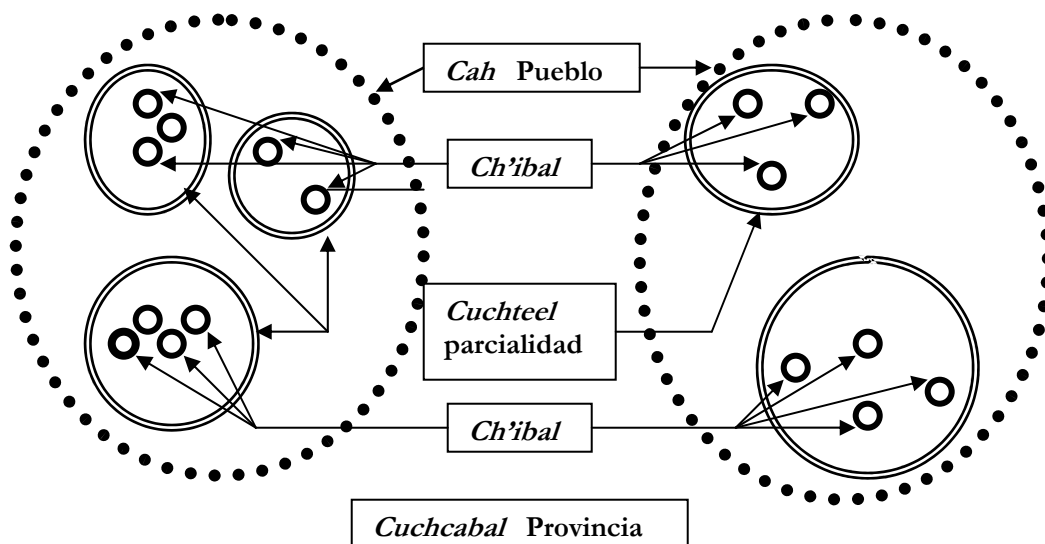 Cah Pueblo
Ch'ibal
Cuchteel
parcialidad
Ch'ibal
Cuchcabal Provincia